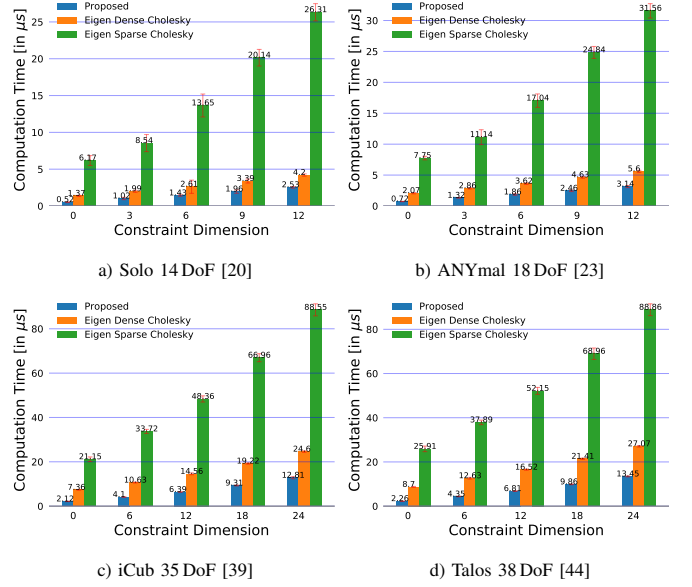 Proposed
Eigen Dense Cholesky
Eigen Sparse Cholesky
Computation Time [in μs]
25
20
15
10
5
0
0.52
1.37
6.17
1.02
1.99
8.54
1.43
2.61
13.65
1.96
3.39
20.14
2.53
4.2
26.31
0 3 6 9 12
Constraint Dimension
a) Solo 14 DoF [20]
Proposed
Eigen Dense Cholesky
Eigen Sparse Cholesky
Computation Time [in μs]
30
25
20
15
10
5
0
0.72
2.07
7.75
1.32
2.86
11.14
1.86
3.62
17.04
2.46
4.63
24.84
3.14
5.6
31.56
0 3 6 9 12
Constraint Dimension
b) ANYmal 18 DoF [23]
Proposed
Eigen Dense Cholesky
Eigen Sparse Cholesky
Computation Time [in μs]
80
60
40
20
0
2.12
7.36
21.15
4.1
10.63
33.72
6.39
14.56
48.36
9.31
19.22
66.96
12.81
24.6
88.55
0 6 12 18 24
Constraint Dimension
c) iCub 35 DoF [39]
Proposed
Eigen Dense Cholesky
Eigen Sparse Cholesky
Computation Time [in μs]
80
60
40
20
0
2.26
8.7
25.91
4.35
12.63
37.89
6.81
16.52
52.15
9.86
21.41
68.96
13.45
27.07
88.86
0 6 12 18 24
Constraint Dimension
d) Talos 38 DoF [44]